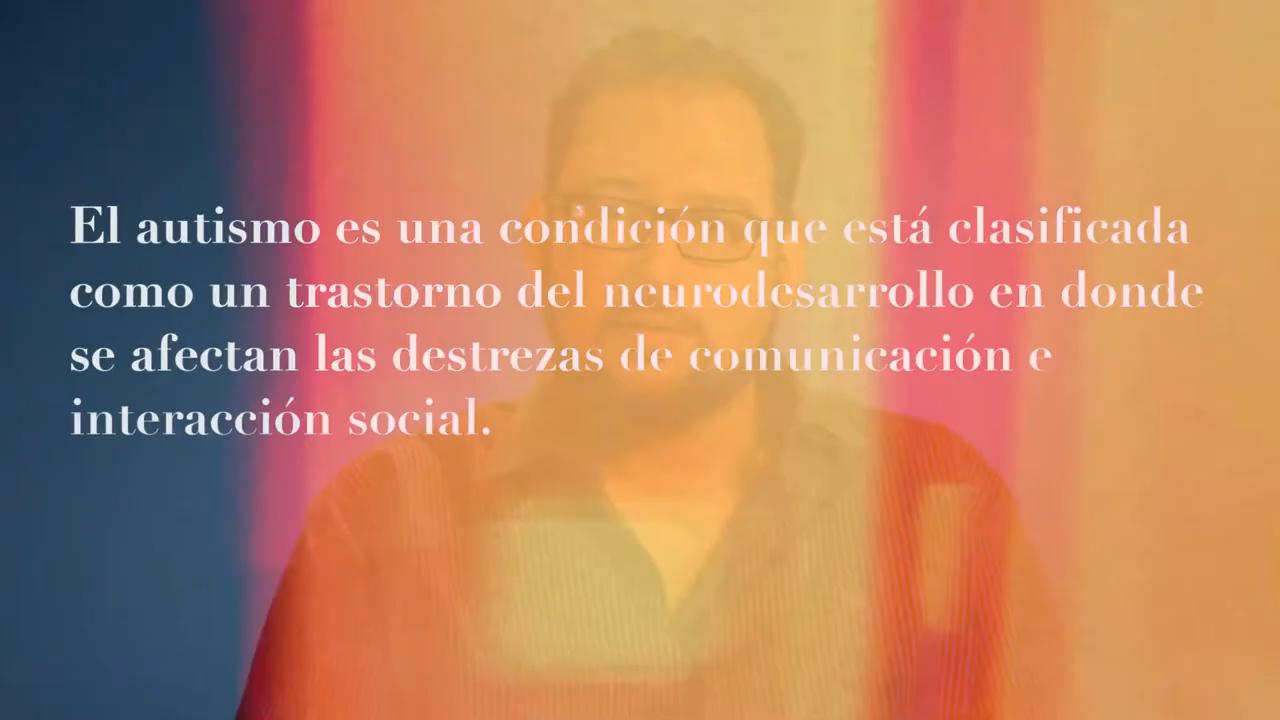 El autismo es una condición que está clasificada
como un trastorno del neurodesarrollo en donde
se afectan las destrezas de comunicación e
interacción social.